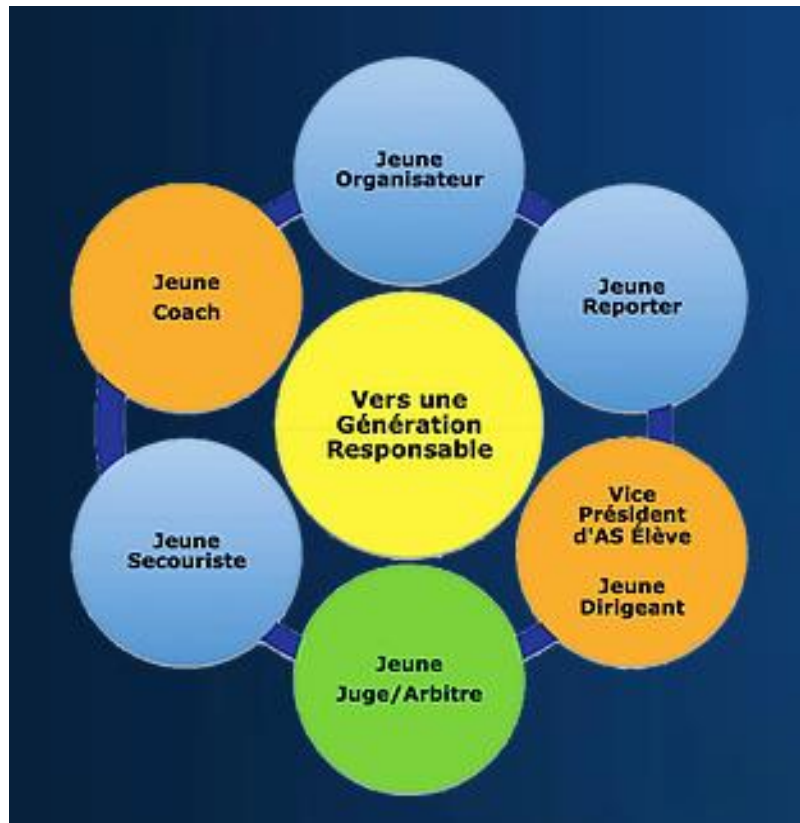 Jeune
Organisateur
Jeune
Coach
Jeune
Reporter
Vers une
Génération
Responsable
Jeune
Secouriste
Vice
Président
d'AS Élève
Jeune
Dirigeant
Jeune
Juge/Arbitre